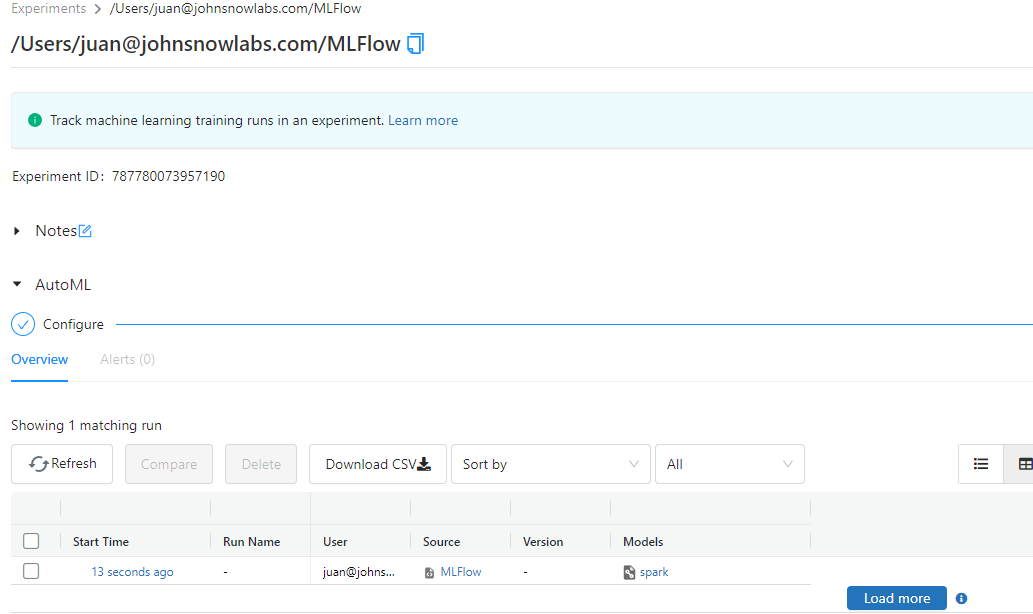 Experiments > /Users/juan@johnsnowlabs.com/MLFlow
/Users/juan@johnsnowlabs.com/MLFlow
Track machine learning training runs in an experiment. Learn more
Experiment ID: 787780073957190
Notes
AutoML
Configure
Overview Alerts (0)
Showing 1 matching run
Refresh Compare Delete Download CSV Sort by All
Start Time Run Name User Source Version Models
13 seconds ago - juan@johns... MLFlow - spark
Load more